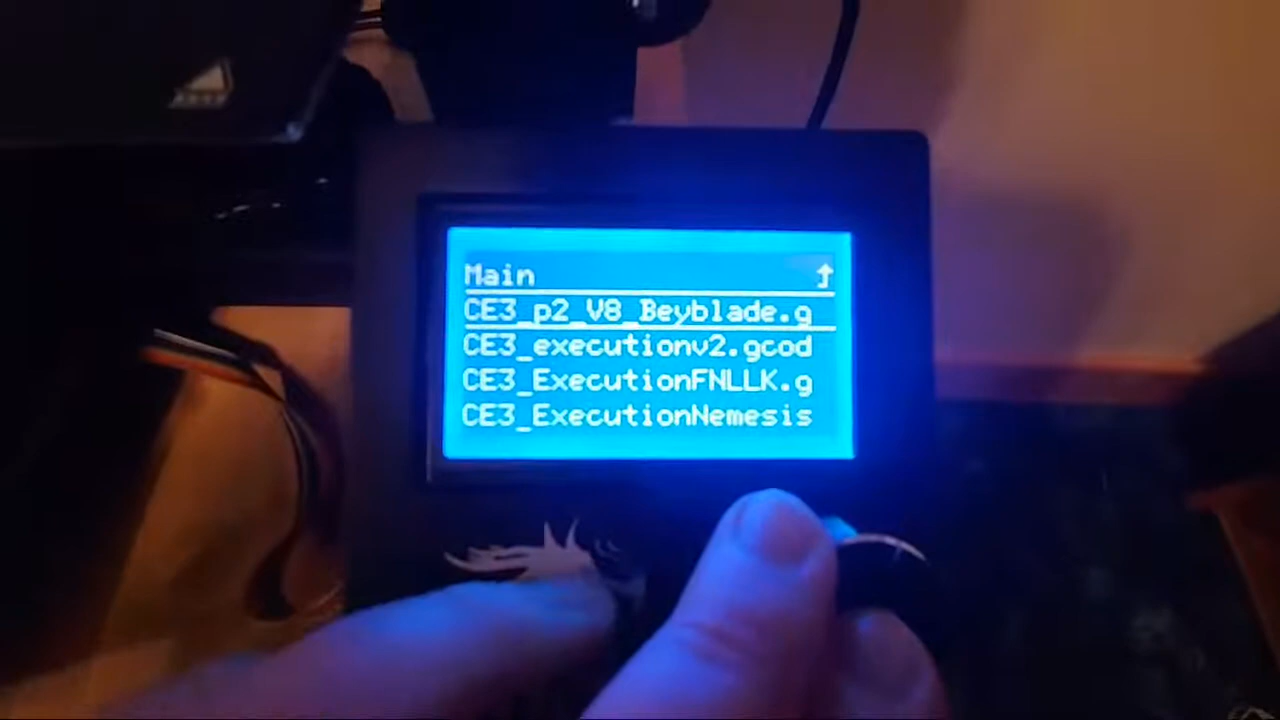 Main
CE3_p2_V8_Beyblade.g
CE3_executionv2.gcod
CE3_ExecutionFNLLK.g
CE3_ExecutionNemesis